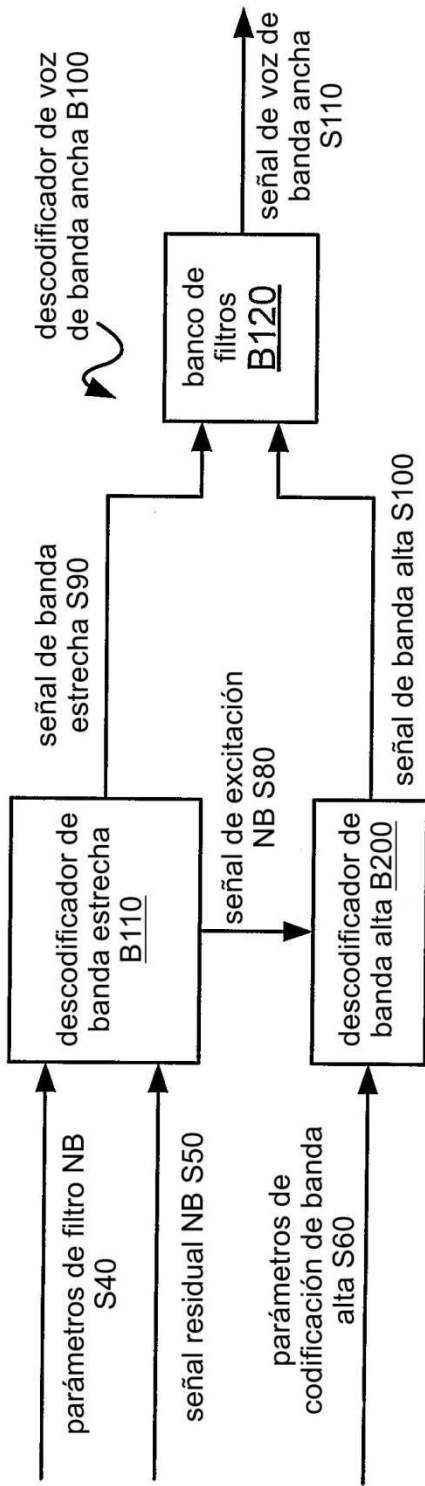 descodificador de voz
de banda ancha B100
parámetros de filtro NB
S40
señal residual NB S50
descodificador de
banda estrecha
B110
señal de banda
estrecha S90
señal de excitación
NB S80
parámetros de
codificación de banda
alta S60
descodificador de
banda alta B200
señal de banda alta S100
banco de
filtros
B120
señal de voz de
banda ancha
S110